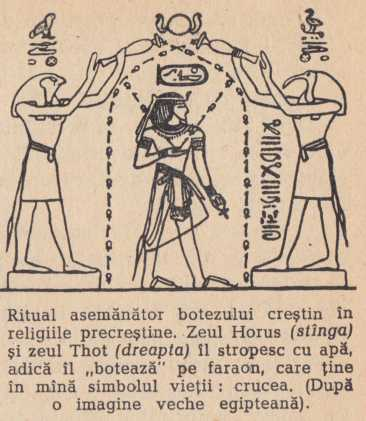 Ritual asemănător botezului creştin în
religiile precreştine. Zeul Horus (stînga)
şi zeul Thot (dreapta) îl stropesc cu apă,
adică îl „botează” pe faraon, care ţine
în mînă simbolul vieţii : crucea. (După
o imagine veche egipteană).